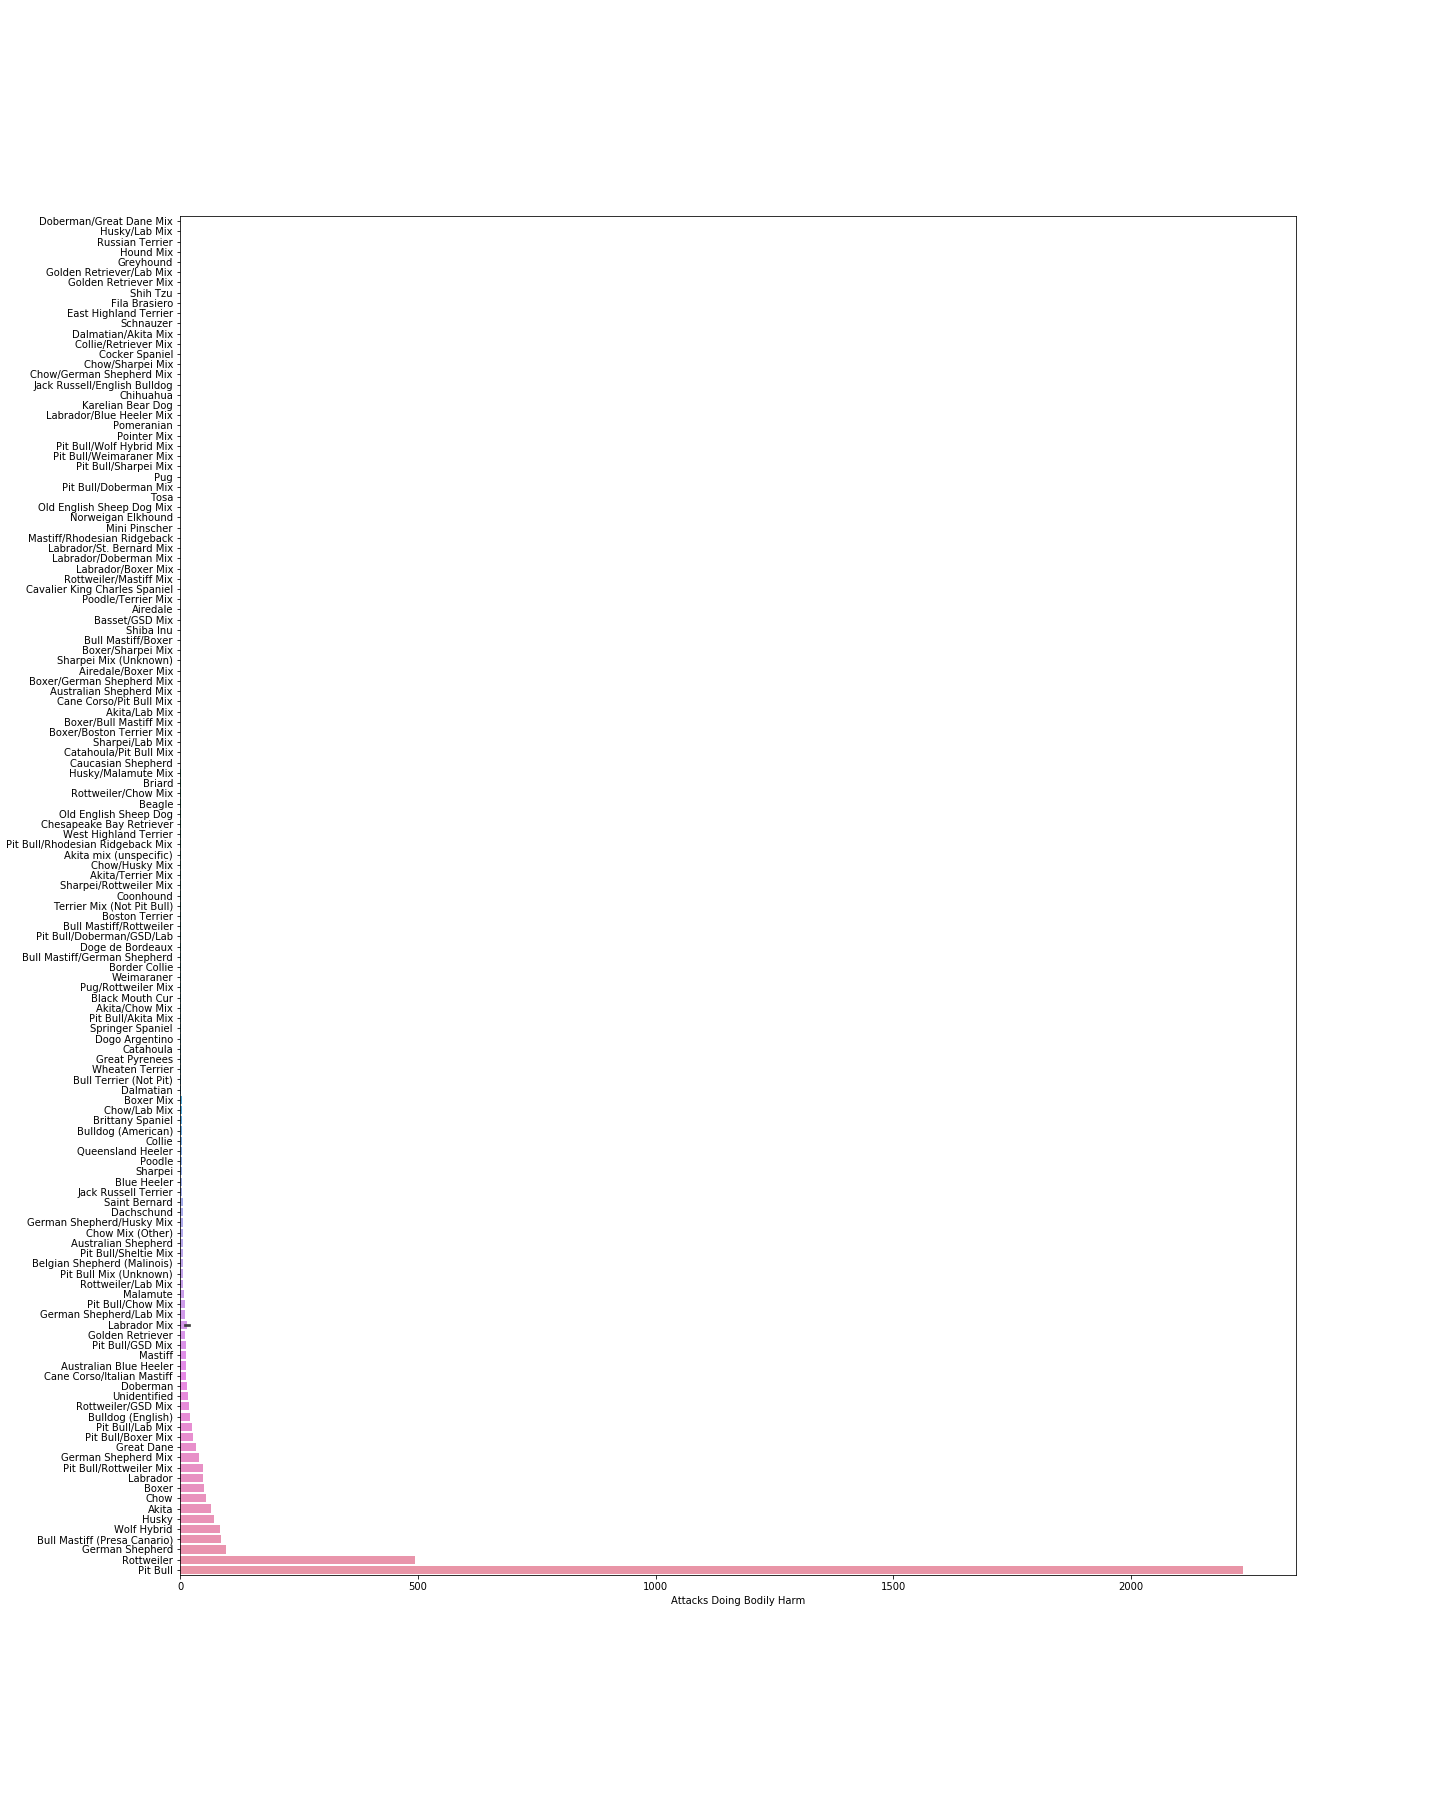 Doberman/Great Dane Mix
Husky/Lab Mix
Russian Terrier
Hound Mix
Greyhound
Golden Retriever/Lab Mix
Golden Retriever Mix
Shih Tzu
Fila Brasiero
East Highland Terrier
Schnauzer
Dalmatian/Akita Mix
Collie/Retriever Mix
Cocker Spaniel
Chow/Sharpei Mix
Chow/German Shepherd Mix
Jack Russell/English Bulldog
Chihuahua
Karelian Bear Dog
Labrador/Blue Heeler Mix
Pomeranian
Pointer Mix
Pit Bull/Wolf Hybrid Mix
Pit Bull/Weimaraner Mix
Pit Bull/Sharpei Mix
Pug
Pit Bull/Doberman Mix
Tosa
Old English Sheep Dog Mix
Norweigan Elkhound
Mini Pinscher
Mastiff/Rhodesian Ridgeback
Labrador/St. Bernard Mix
Labrador/Doberman Mix
Labrador/Boxer Mix
Rottweiler/Mastiff Mix
Cavalier King Charles Spaniel
Poodle/Terrier Mix
Airedale
Basset/GSD Mix
Shiba Inu
Bull Mastiff/Boxer
Boxer/Sharpei Mix
Sharpei Mix (Unknown)
Airedale/Boxer Mix
Boxer/German Shepherd Mix
Australian Shepherd Mix
Cane Corso/Pit Bull Mix
Akita/Lab Mix
Boxer/Bull Mastiff Mix
Boxer/Boston Terrier Mix
Sharpei/Lab Mix
Catahoula/Pit Bull Mix
Caucasian Shepherd
Husky/Malamute Mix
Briard
Rottweiler/Chow Mix
Beagle
Old English Sheep Dog
Chesapeake Bay Retriever
West Highland Terrier
Pit Bull/Rhodesian Ridgeback Mix
Akita mix (unspecific)
Chow/Husky Mix
Akita/Terrier Mix
Sharpei/Rottweiler Mix
Coonhound
Terrier Mix (Not Pit Bull)
Boston Terrier
Bull Mastiff/Rottweiler
Pit Bull/Doberman/GSD/Lab
Doge de Bordeaux
Bull Mastiff/German Shepherd
Border Collie
Weimaraner
Pug/Rottweiler Mix
Black Mouth Cur
Akita/Chow Mix
Pit Bull/Akita Mix
Springer Spaniel
Dogo Argentino
Catahoula
Great Pyrenees
Wheaten Terrier
Bull Terrier (Not Pit)
Dalmatian
Boxer Mix
Chow/Lab Mix
Brittany Spaniel
Bulldog (American)
Collie
Queensland Heeler
Poodle
Sharpei
Blue Heeler
Jack Russell Terrier
Saint Bernard
Dachschund
German Shepherd/Husky Mix
Chow Mix (Other)
Australian Shepherd
Pit Bull/Sheltie Mix
Belgian Shepherd (Malinois)
Pit Bull Mix (Unknown)
Rottweiler/Lab Mix
Malamute
Pit Bull/Chow Mix
German Shepherd/Lab Mix
Labrador Mix
Golden Retriever
Pit Bull/GSD Mix
Mastiff
Australian Blue Heeler
Cane Corso/Italian Mastiff
Doberman
Unidentified
Rottweiler/GSD Mix
Bulldog (English)
Pit Bull/Lab Mix
Pit Bull/Boxer Mix
Great Dane
German Shepherd Mix
Pit Bull/Rottweiler Mix
Labrador
Boxer
Chow
Akita
Husky
Wolf Hybrid
Bull Mastiff (Presa Canario)
German Shepherd
Rottweiler
Pit Bull
0 500 1000 1500 2000
Attacks Doing Bodily Harm